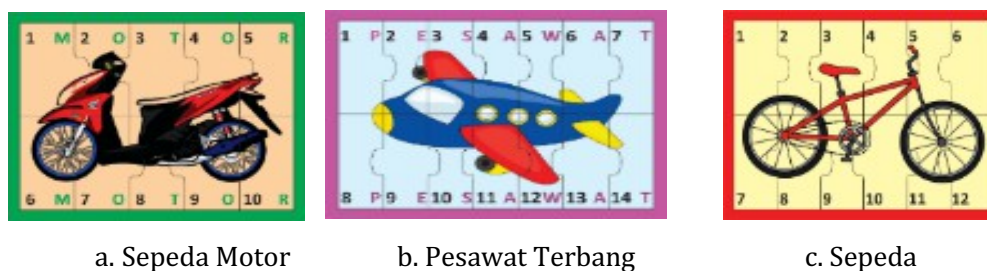 1 M 2 O 3 T 4 O 5 R
6 M 7 O 8 T 9 O 10 R
1 P 2 E 3 S 4 A 5 W 6 A 7 T
8 P 9 E 10 S 11 A 12 W 13 A 14 T
1 2 3 4 5 6
7 8 9 10 11 12
a. Sepeda Motor
b. Pesawat Terbang
c. Sepeda